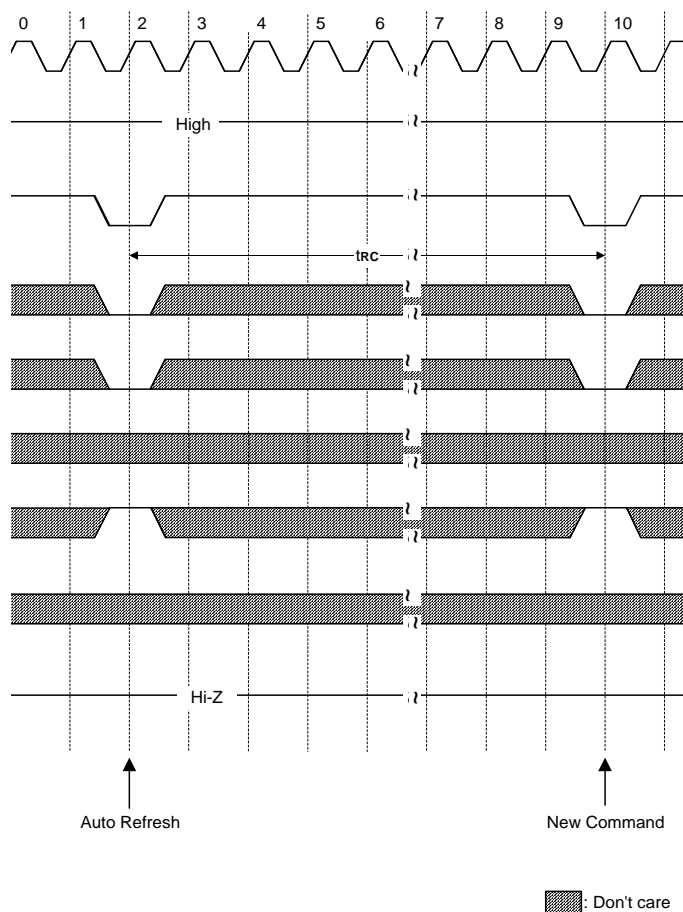 0 1 2 3 4 5 6 7 8 9 10
High
tRC
Hi-Z
Auto Refresh New Command
: Don't care